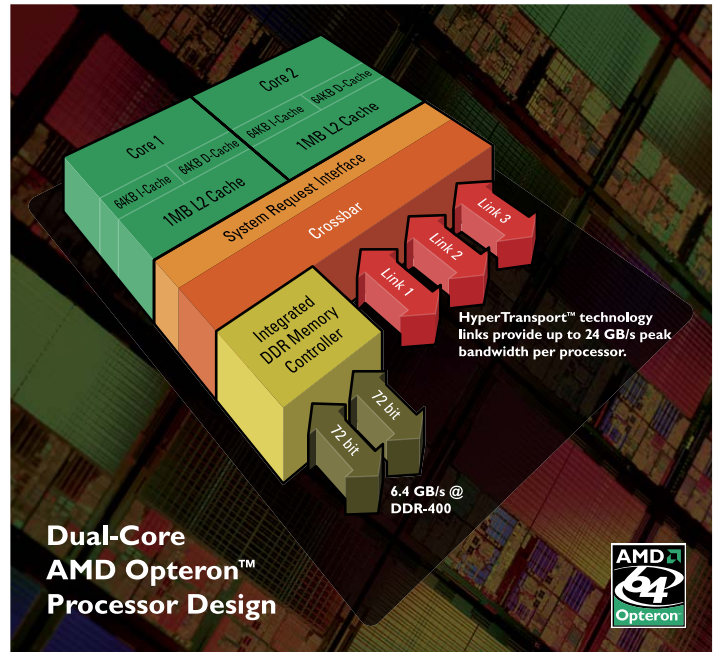 Core 1
64KB I-Cache
64KB D-Cache
1MB L2 Cache
Core 2
64KB I-Cache
64KB D-Cache
1MB L2 Cache
System Request Interface
Crossbar
Link 1
Link 2
Link 3
HyperTransport™ technology
links provide up to 24 GB/s peak
bandwidth per processor.
Integrated
DDR Memory
Controller
72 bit
72 bit
6.4 GB/s @
DDR-400
Dual-Core
AMD Opteron™
Processor Design
AMD
64
Opteron™